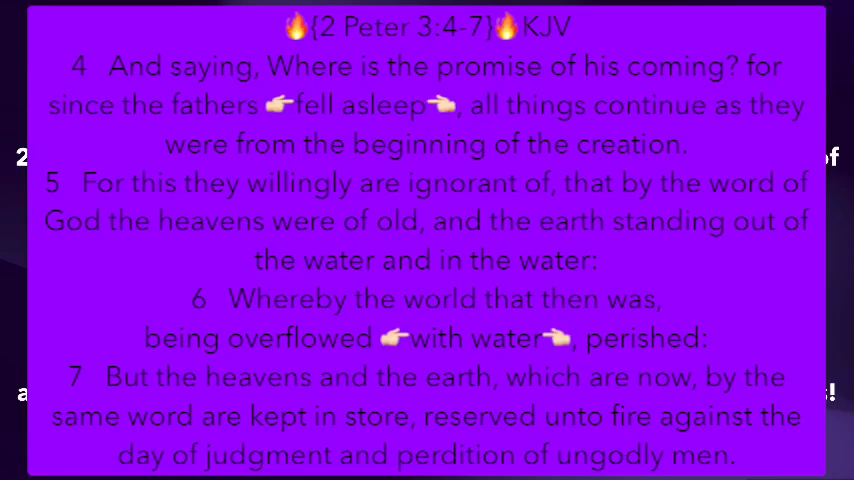 🔥{2 Peter 3:4-7}🔥KJV
4 And saying, Where is the promise of his coming? for
since the fathers 👉fell asleep👈, all things continue as they
were from the beginning of the creation.
2
of
5 For this they willingly are ignorant of, that by the word of
God the heavens were of old, and the earth standing out of
the water and in the water:
6 Whereby the world that then was,
being overflowed 👉with water👈, perished:
7 But the heavens and the earth, which are now, by the
a
!
same word are kept in store, reserved unto fire against the
day of judgment and perdition of ungodly men.